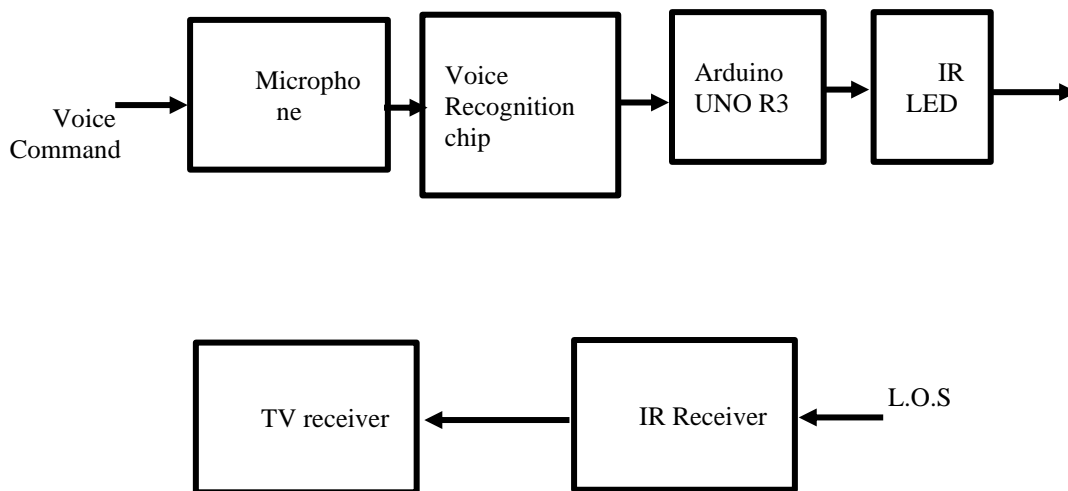 Voice
Command
Micropho
ne
Voice
Recognition
chip
Arduino
UNO R3
IR
LED
TV receiver
IR Receiver
L.O.S